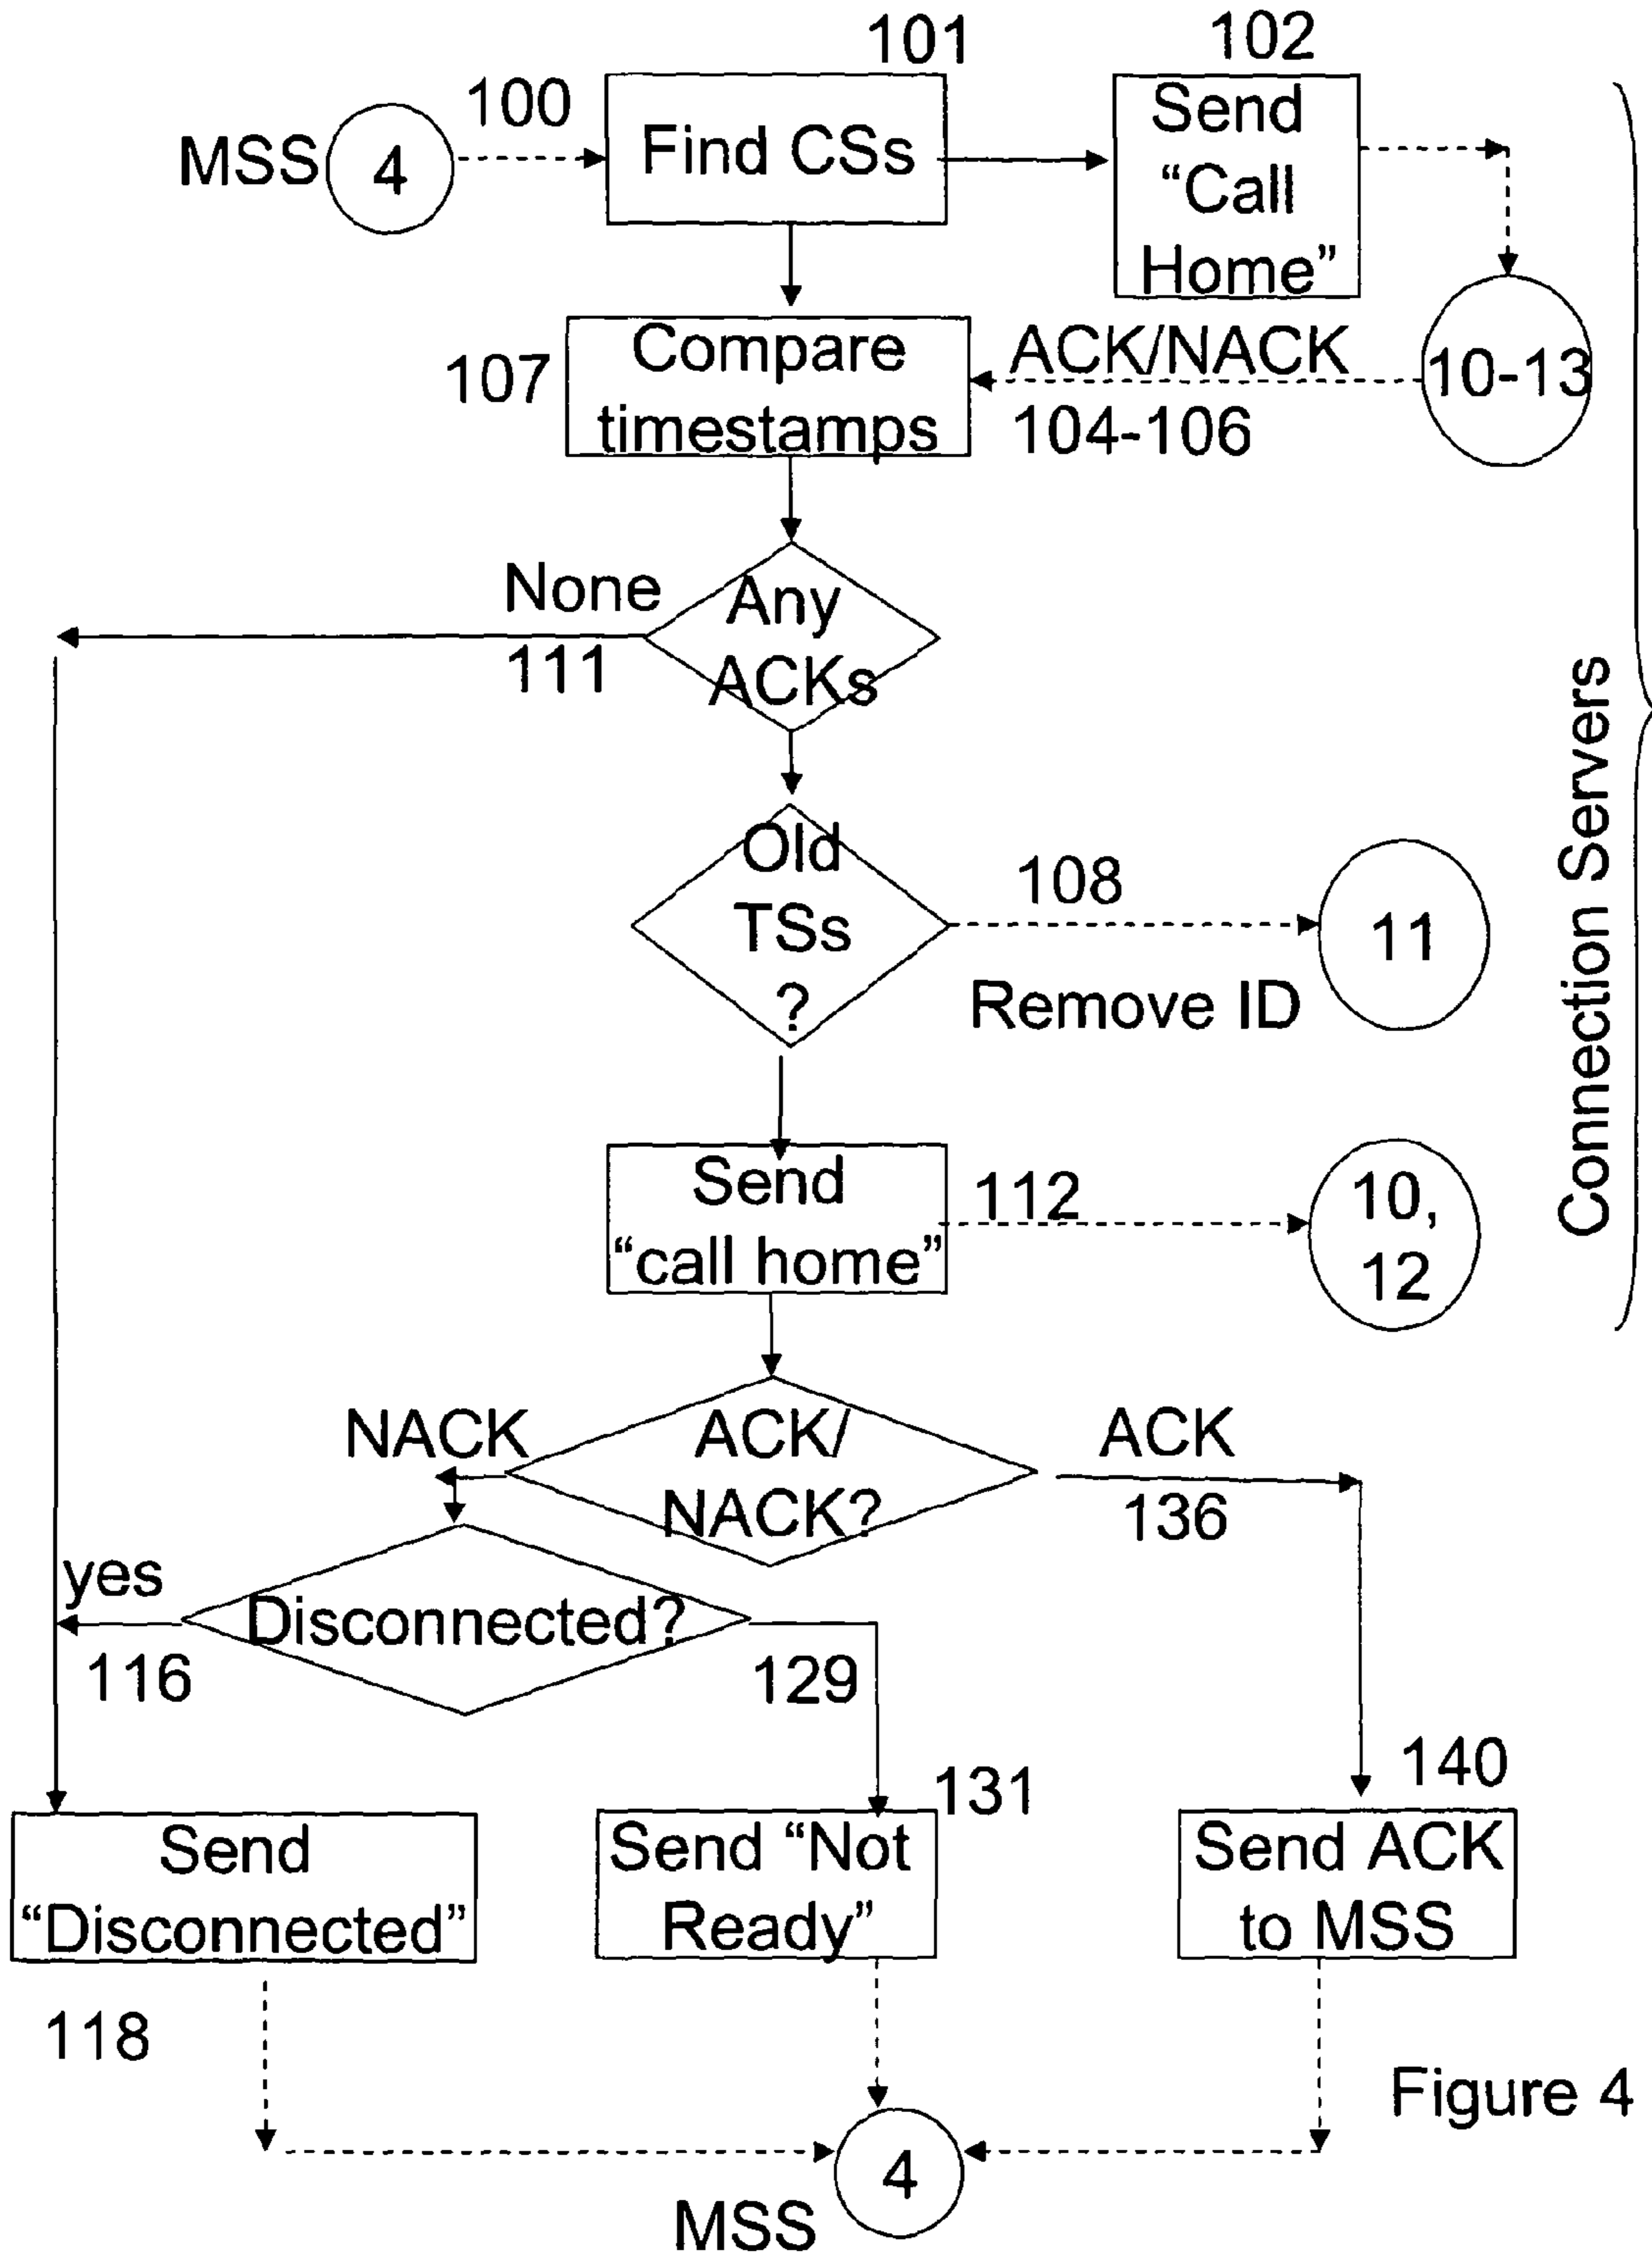 101
102
100
MSS
4
Find CSs
Send
“Call
Home”
107
Compare
timestamps
ACK/NACK
104-106
10-13
None
111
Any
ACKs
Old
TSs
?
108
Remove ID
11
Connection Servers
Send
“call home”
112
10,
12
NACK
ACK/
NACK?
ACK
136
yes
116
Disconnected?
129
131
140
Send
“Disconnected”
Send “Not
Ready”
Send ACK
to MSS
118
Figure 4
4
MSS